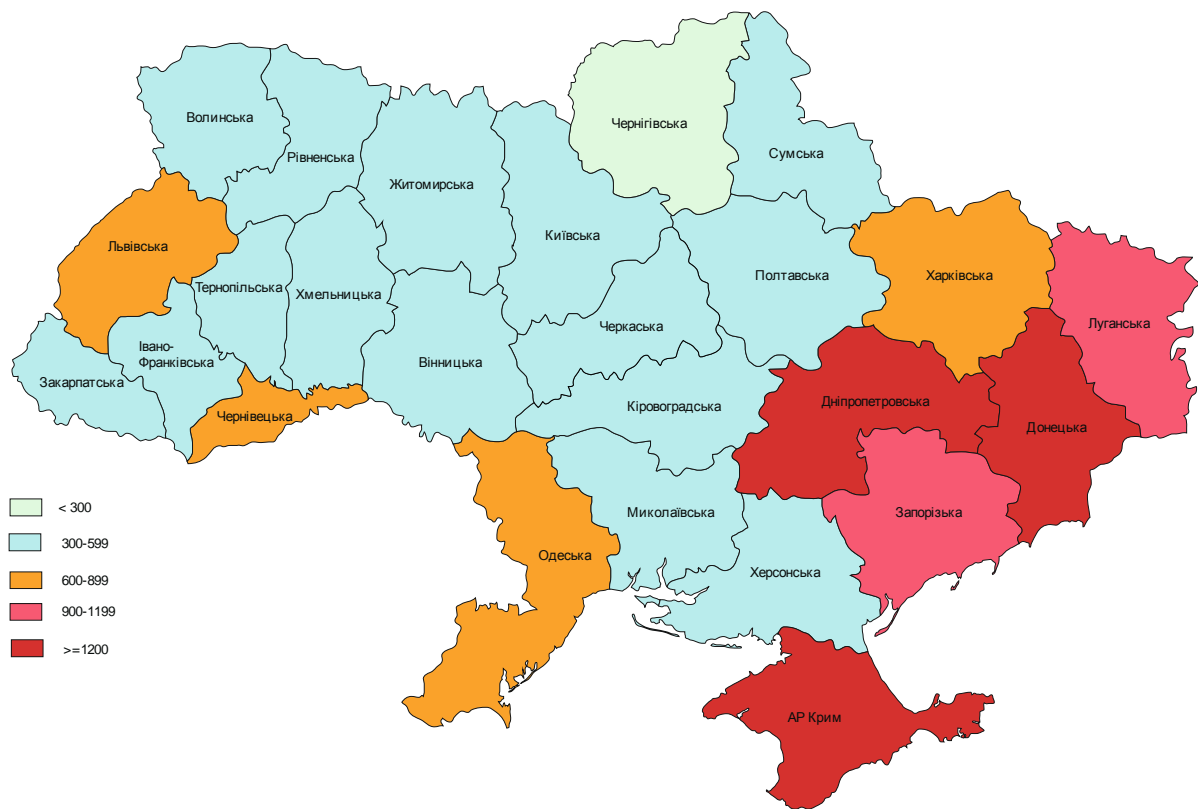 Чернігівська
Волинська
Сумська
Рівненська
Житомирська
Київська
Львівська
Полтавська
Харківська
Тернопільська
Хмельницька
Луганська
Черкаська
Івано-
Франківська
Вінницька
Закарпатська
Дніпропетровська
Кіровоградська
Чернівецька
Донецька
< 300
Миколаївська
Запорізька
300-599
Одеська
Херсонська
600-899
900-1199
>=1200
АР Крим